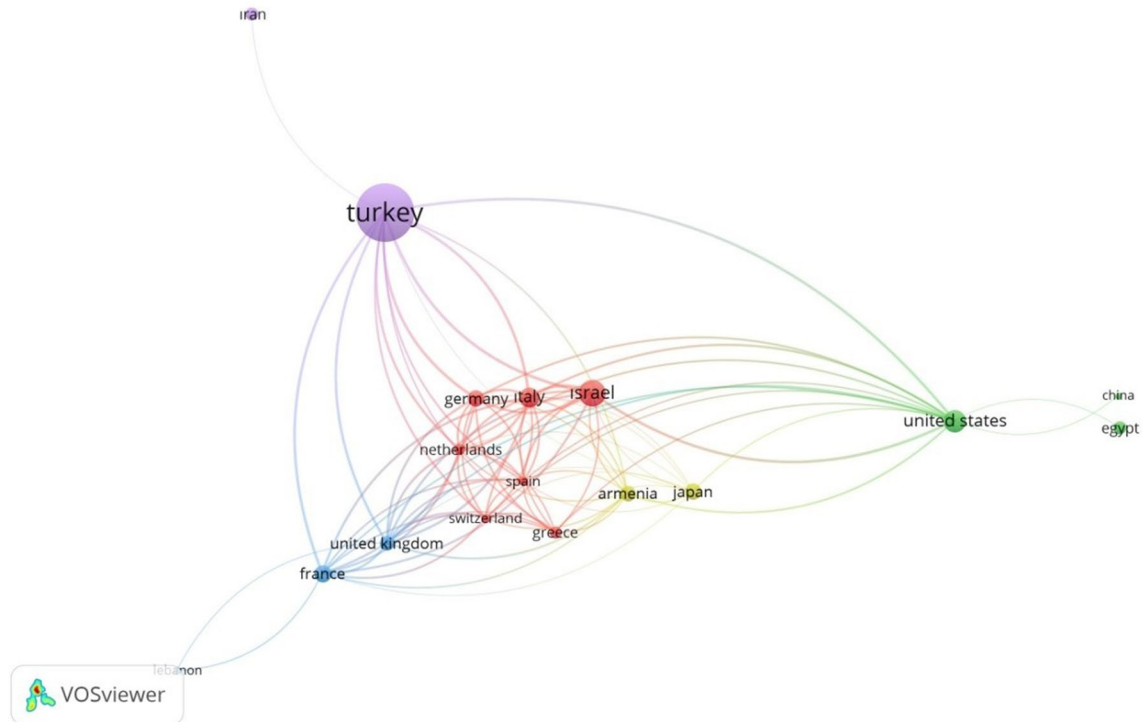 iran
turkey
germany
italy
israel
china
united states
egypt
netherlands
spain
armenia
japan
switzerland
greece
united kingdom
france
lebanon
VOSviewer